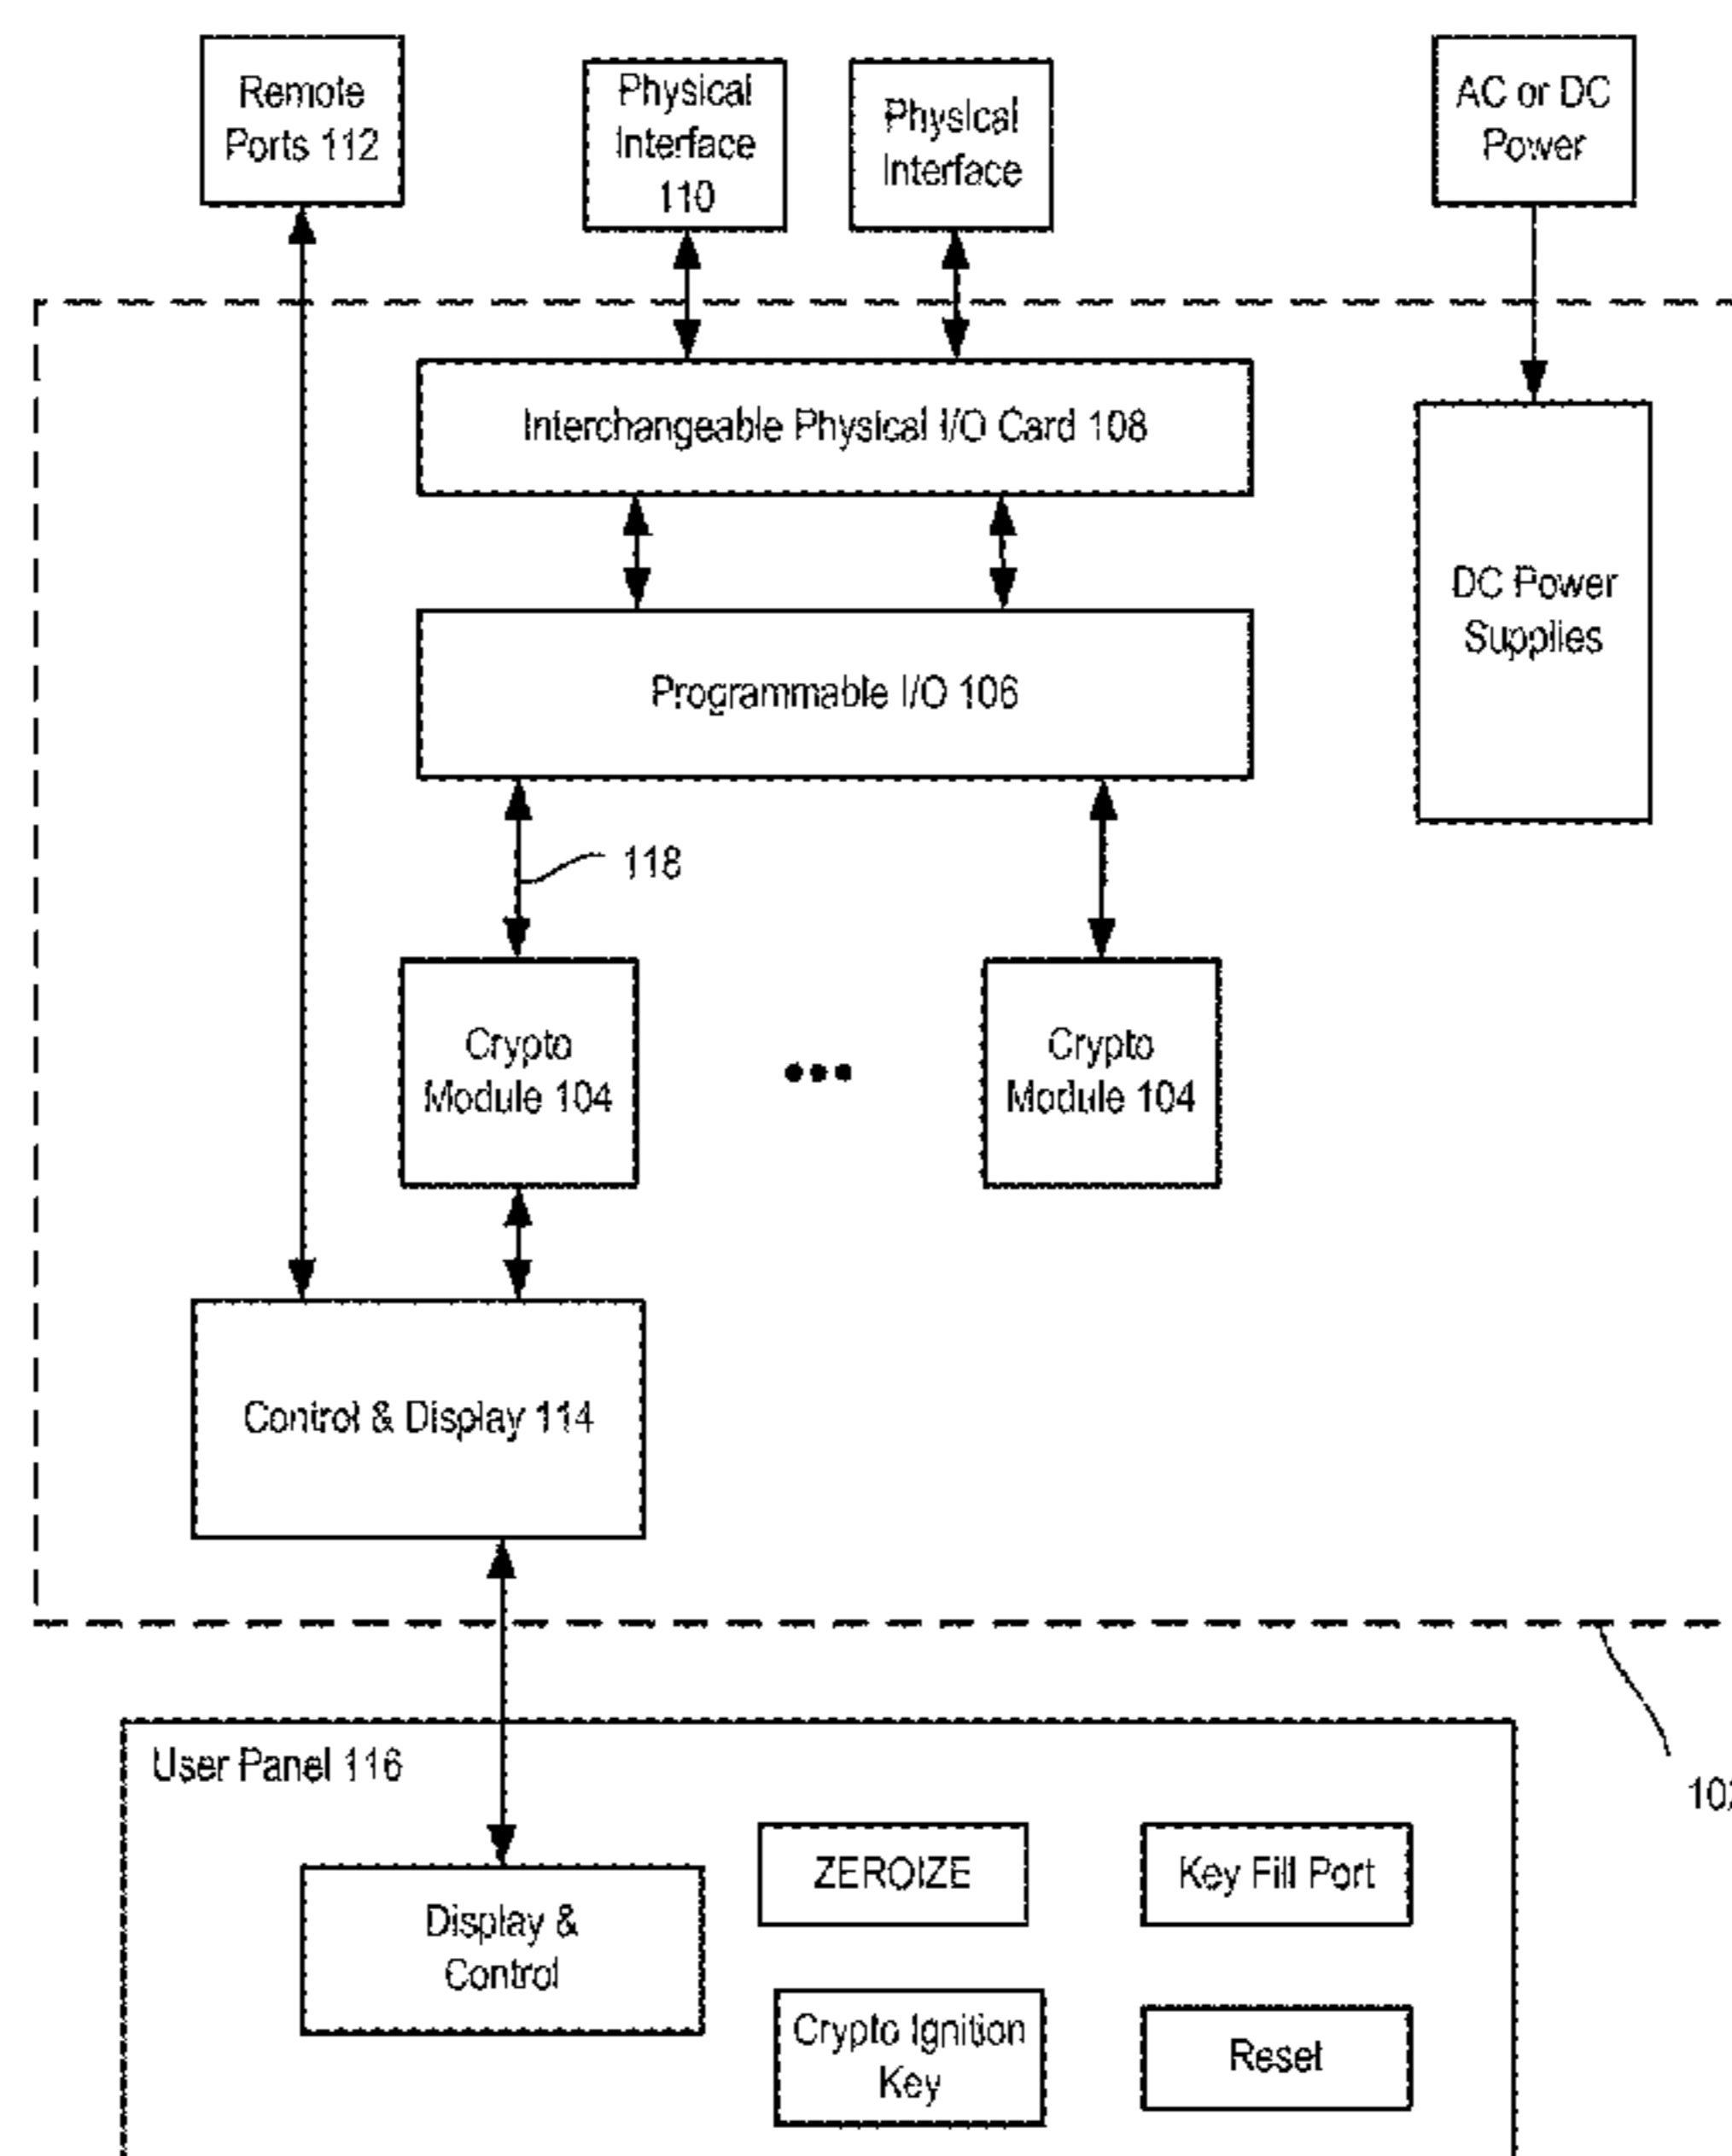 Remote
Ports 112
Physical
Interface
110
Physical
Interface
AC or DC
Power
Interchangeable Physical I/O Card 108
DC Power
Supplies
Programmable I/O 106
118
Crypto
Module 104
Crypto
Module 104
Control & Display 114
User Panel 116
ZEROIZE
Key Fill Port
Display &
Control
Crypto Ignition
Key
Reset